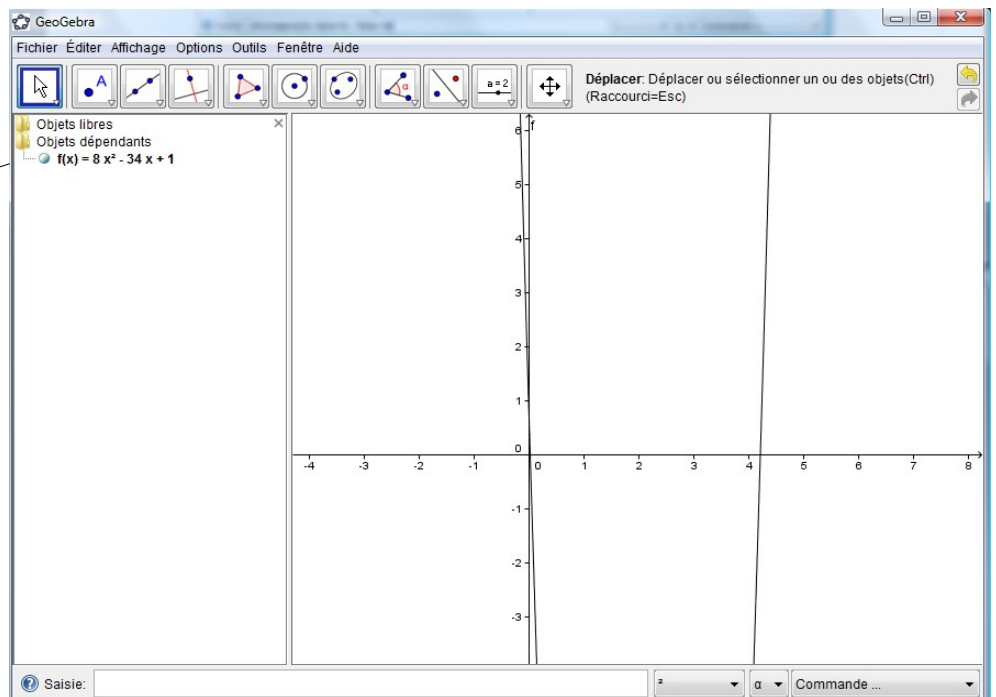 GeoGebra
Fichier Éditer Affichage Options Outils Fenêtre Aide
A
α
a = 2
Déplacer: Déplacer ou sélectionner un ou des objets(Ctrl)
(Raccourci=Esc)
Objets libres
Objets dépendants
f(x) = 8 x² - 34 x + 1
f
6
5
4
3
2
1
0
-4 -3 -2 -1 0 1 2 3 4 5 6 7 8
-1
-2
-3
Saisie:
² α Commande ...